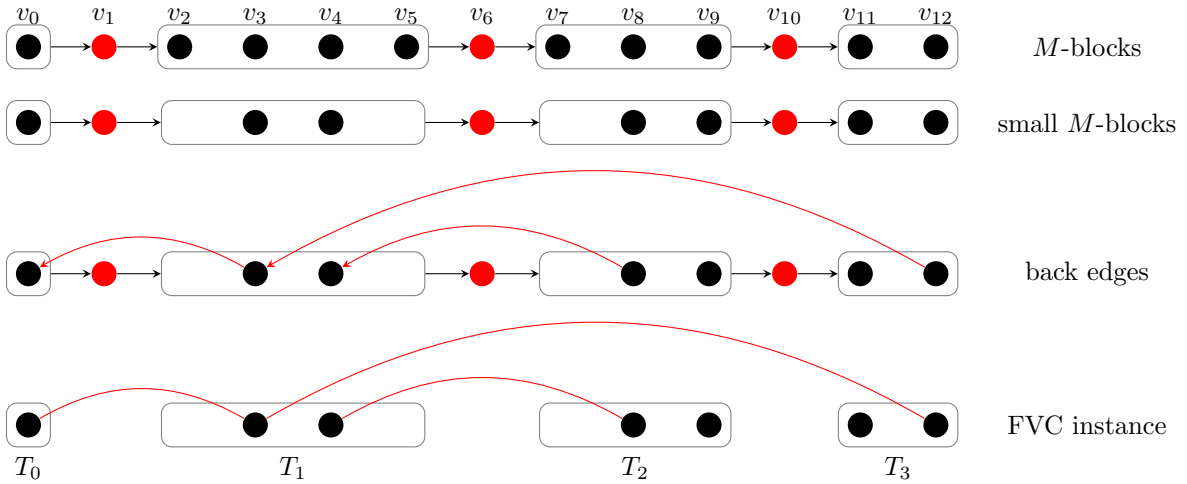 v₀ v₁ v₂ v₃ v₄ v₅ v₆ v₇ v₈ v₉ v₁₀ v₁₁ v₁₂
M-blocks
small M-blocks
back edges
FVC instance
T₀ T₁ T₂ T₃